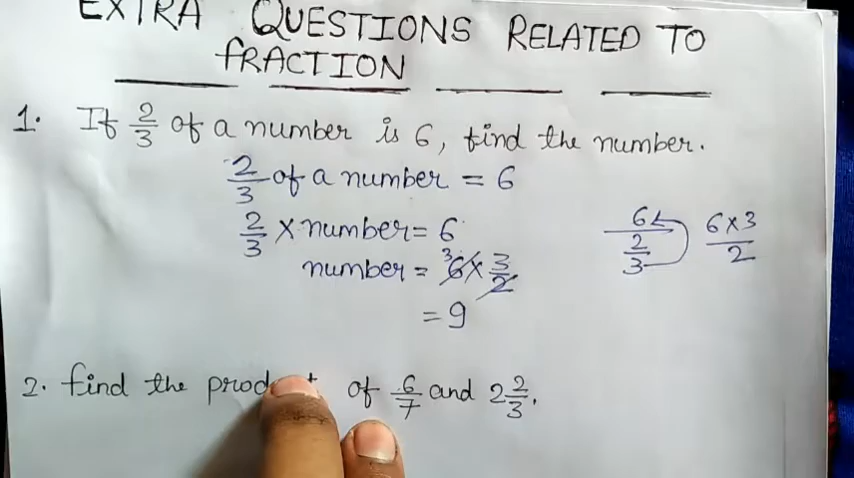 EXTRA QUESTIONS RELATED TO
FRACTION
1. If 2/3 of a number is 6, find the number.
2/3 of a number = 6
2/3 × number = 6
number = 6 × 3/2 3
= 9
6 / 2/3
6×3 / 2
2. find the product of 6/7 and 2 2/3.